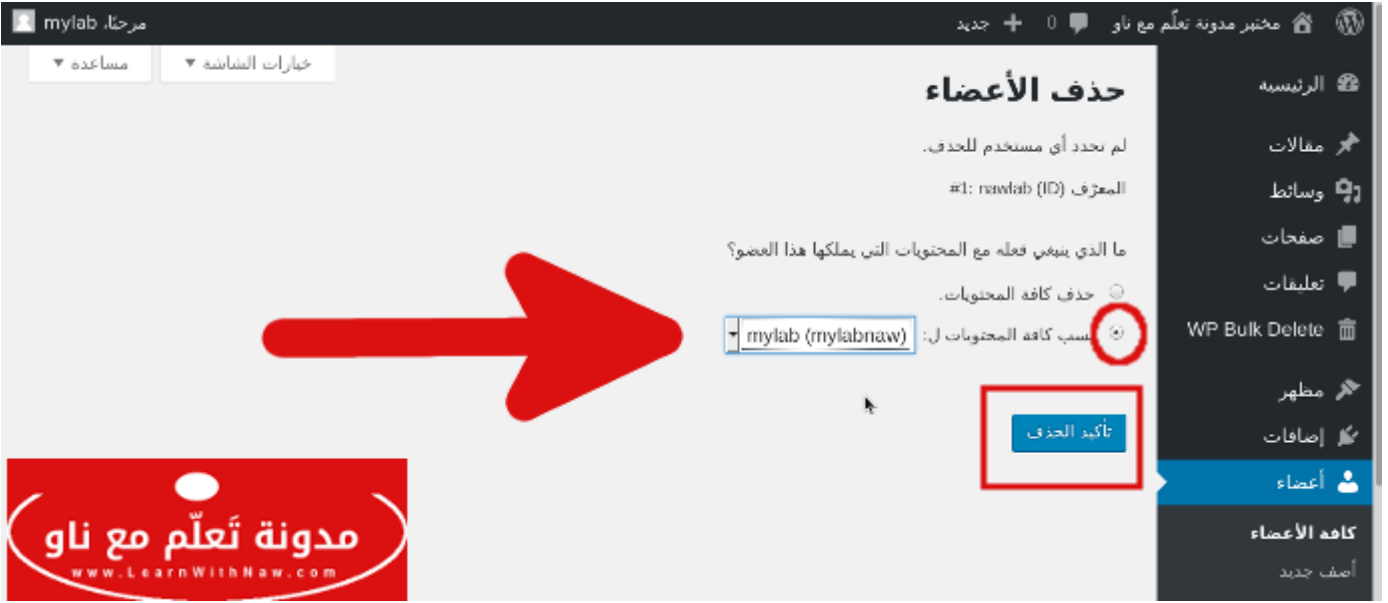 مختبر مدونة تعلّم مع ناو
0
جديد
مرحبًا، mylab
خيارات الشاشة ▼
مساعدة ▼
الرئيسية
مقالات
وسائط
صفحات
تعليقات
WP Bulk Delete
مظهر
إضافات
أعضاء
كافة الأعضاء
أضف جديد
حذف الأعضاء
لم تحدد أي مستخدم للحذف.
المعرّف (ID) #1: nawlab
ما الذي ينبغي فعله مع المحتويات التي يملكها هذا العضو؟
حذف كافة المحتويات.
نسب كافة المحتويات ل: mylab (mylabnaw)
تأكيد الحذف
مدونة تَعلّم مع ناو
www.LearnWithNaw.com